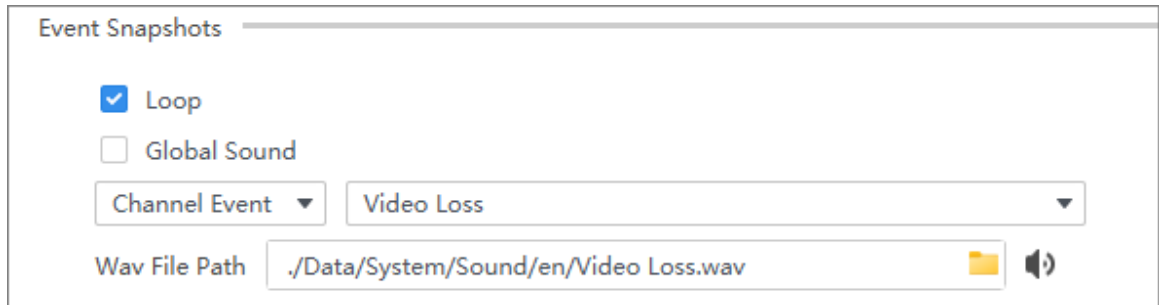 Event Snapshots
Loop
Global Sound
Channel Event Video Loss
Wav File Path ./Data/System/Sound/en/Video Loss.wav